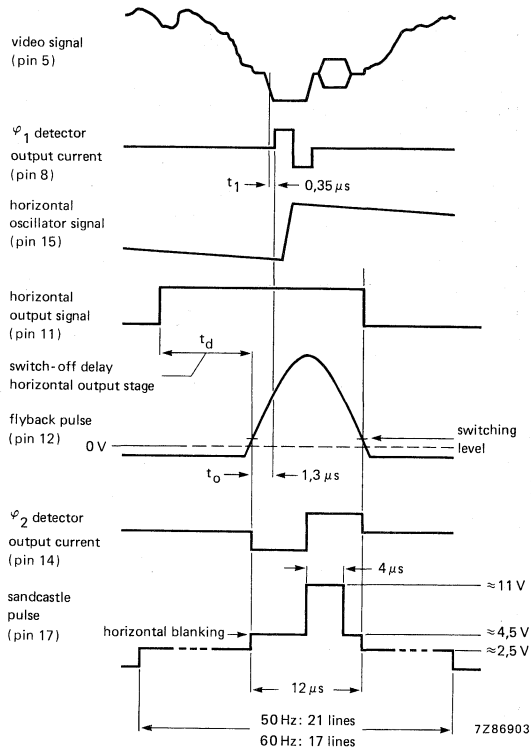 video signal
(pin 5)
φ1 detector
output current
(pin 8)
t1
0,35 μs
horizontal
oscillator signal
(pin 15)
horizontal
output signal
(pin 11)
td
switch-off delay
horizontal output stage
flyback pulse
(pin 12)
switching
level
0 V
to
1,3 μs
φ2 detector
output current
(pin 14)
4 μs
sandcastle
pulse
(pin 17)
≈11 V
horizontal blanking
≈4,5 V
≈2,5 V
12 μs
50 Hz: 21 lines
60 Hz: 17 lines
7Z86903